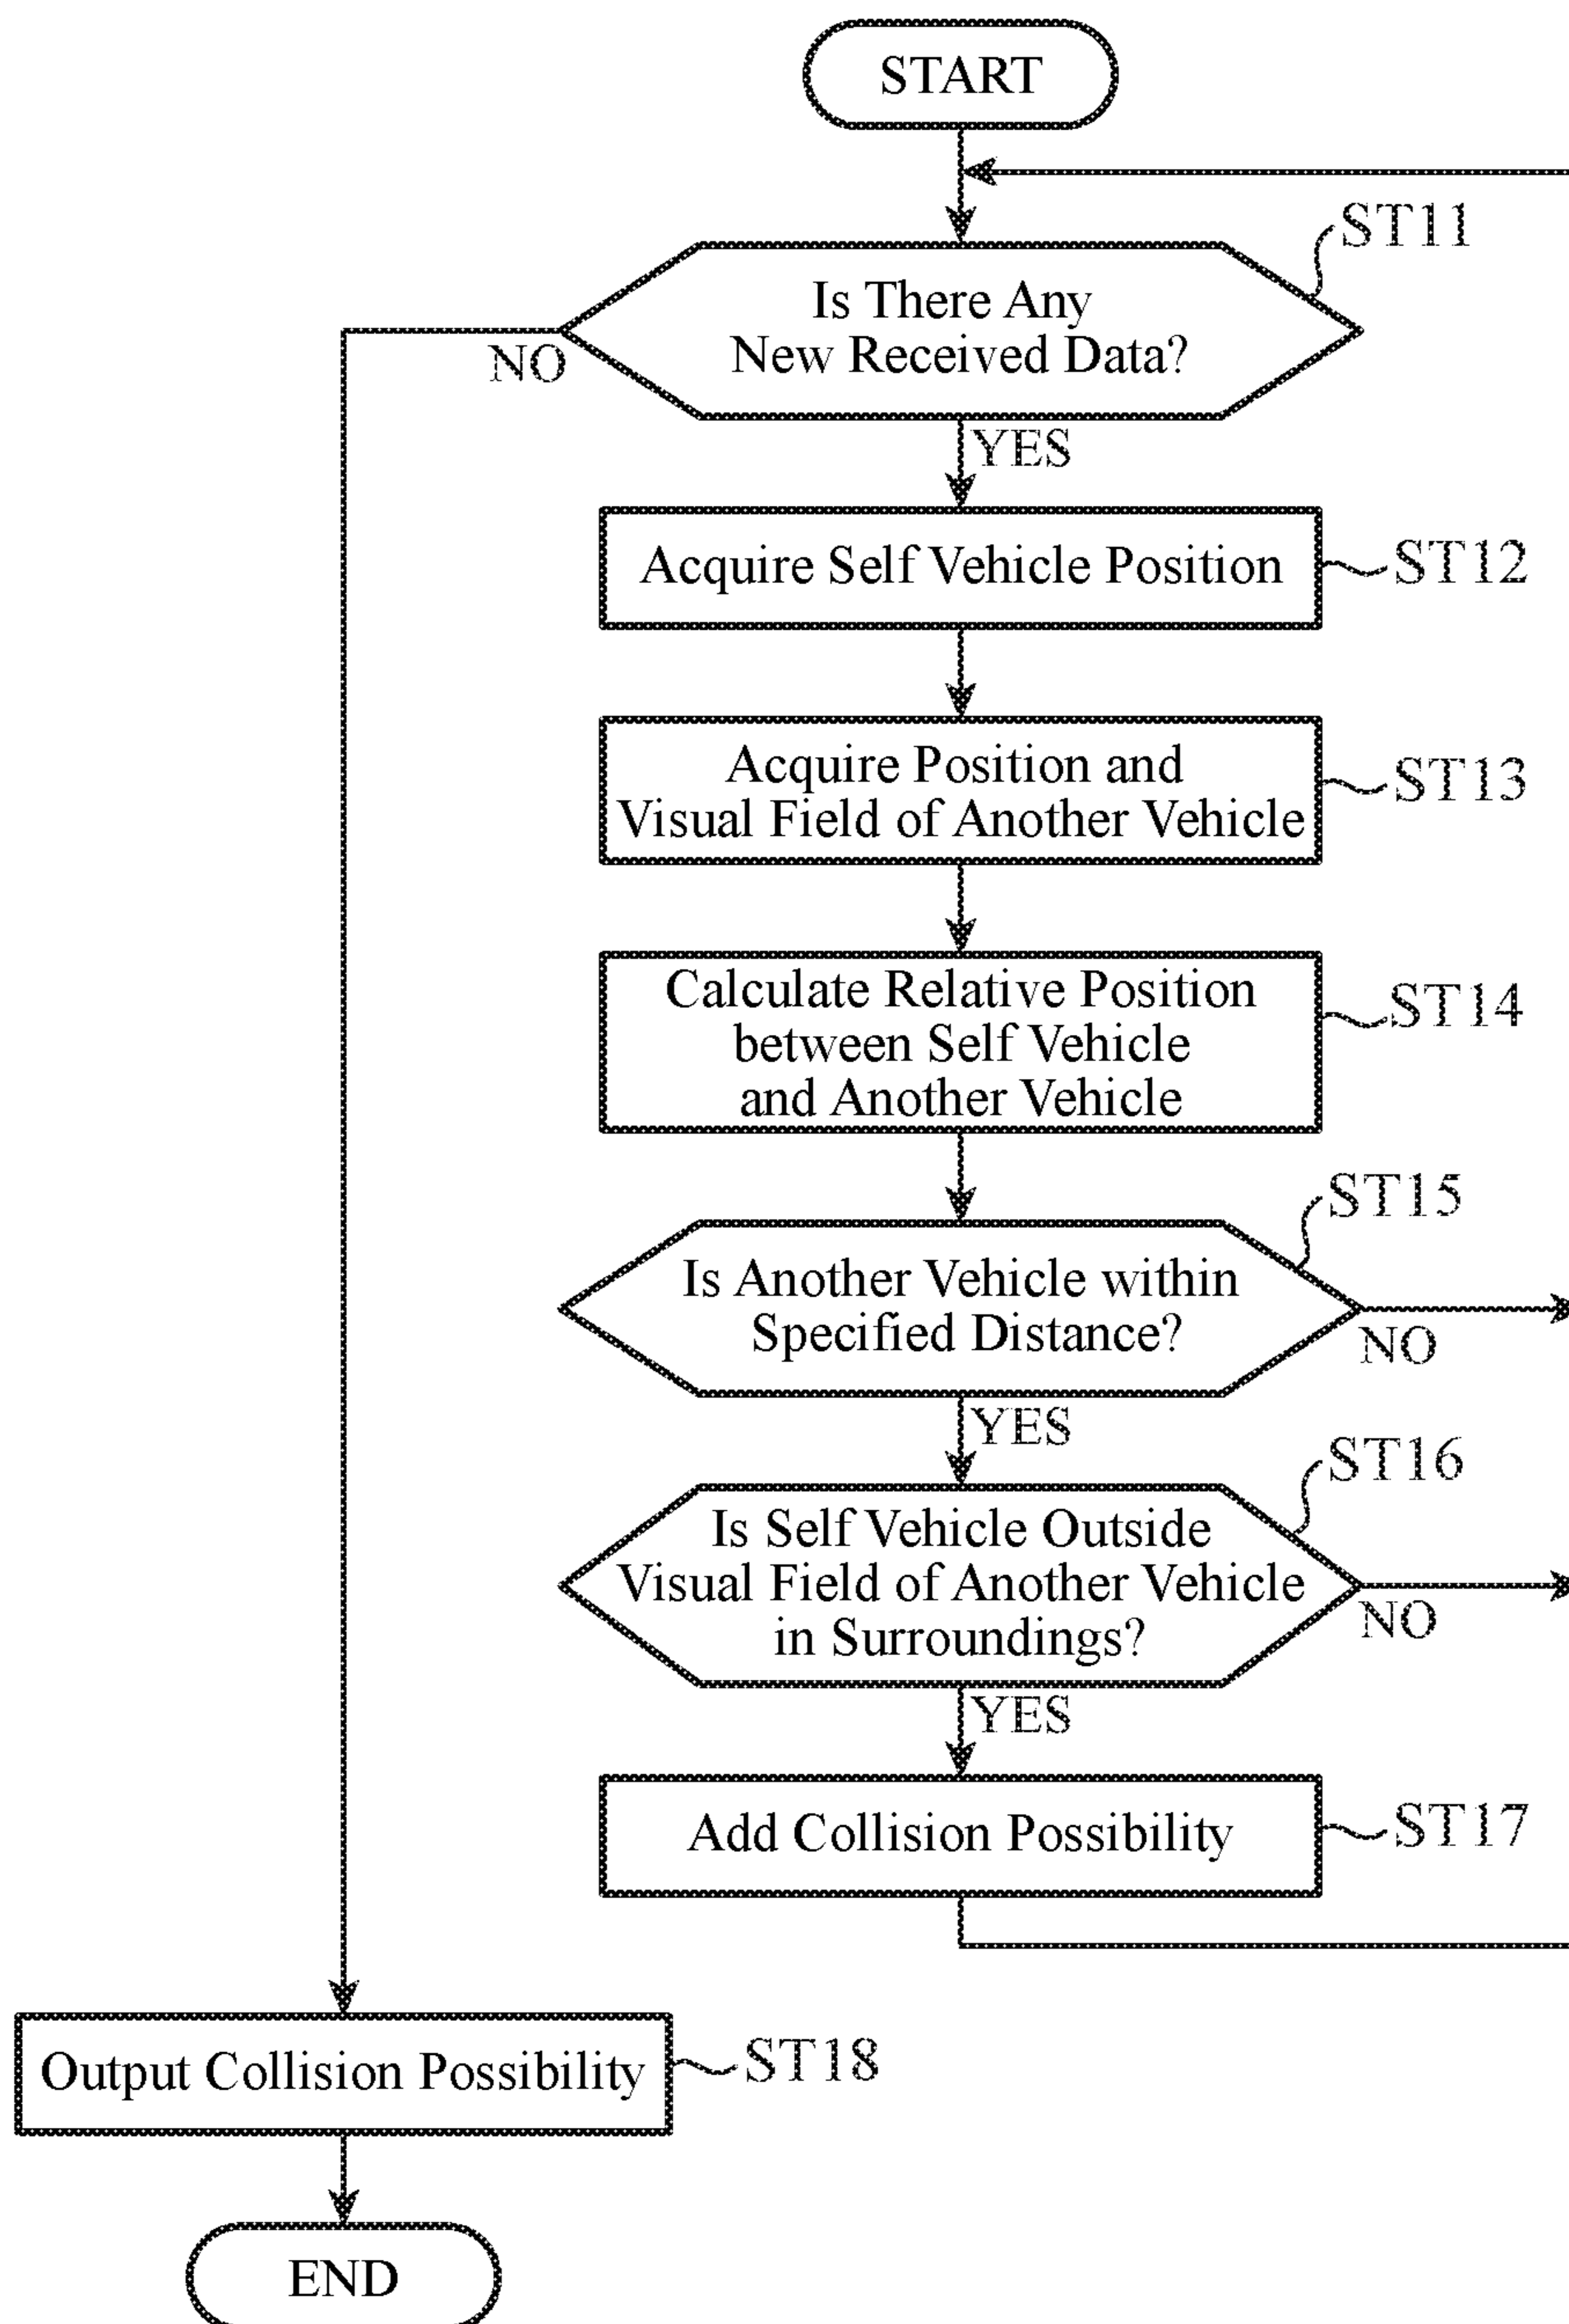 START
ST11
Is There Any
New Received Data?
NO
YES
Acquire Self Vehicle Position
ST12
Acquire Position and
Visual Field of Another Vehicle
ST13
Calculate Relative Position
between Self Vehicle
and Another Vehicle
ST14
ST15
Is Another Vehicle within
Specified Distance?
NO
YES
ST16
Is Self Vehicle Outside
Visual Field of Another Vehicle
in Surroundings?
NO
YES
Add Collision Possibility
ST17
Output Collision Possibility
ST18
END